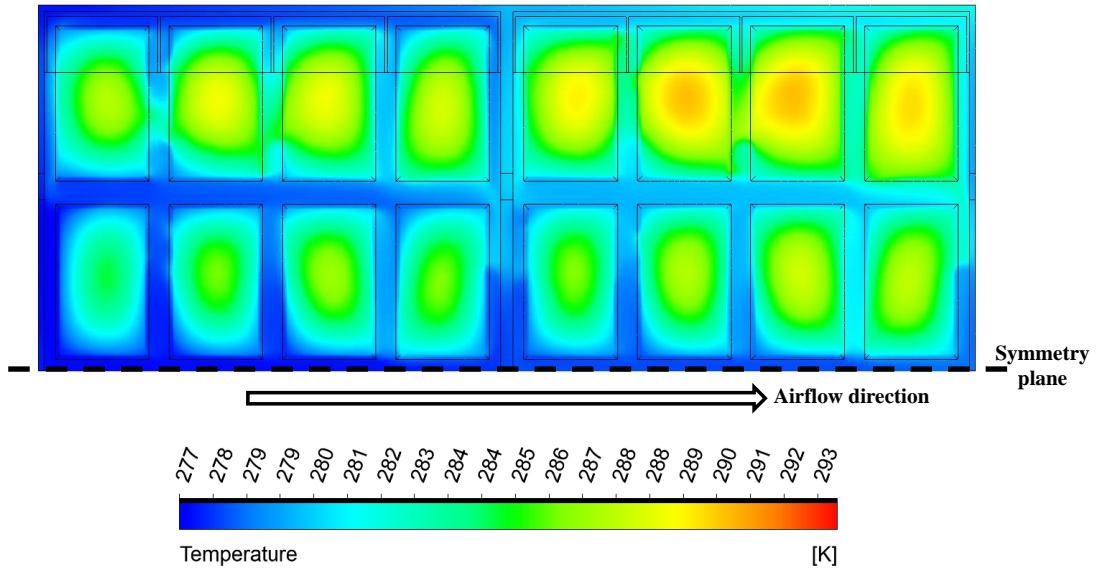 Symmetry
plane
Airflow direction
277 278 279 279 280 281 282 283 284 284 285 286 287 288 288 289 290 291 292 293
Temperature [K]